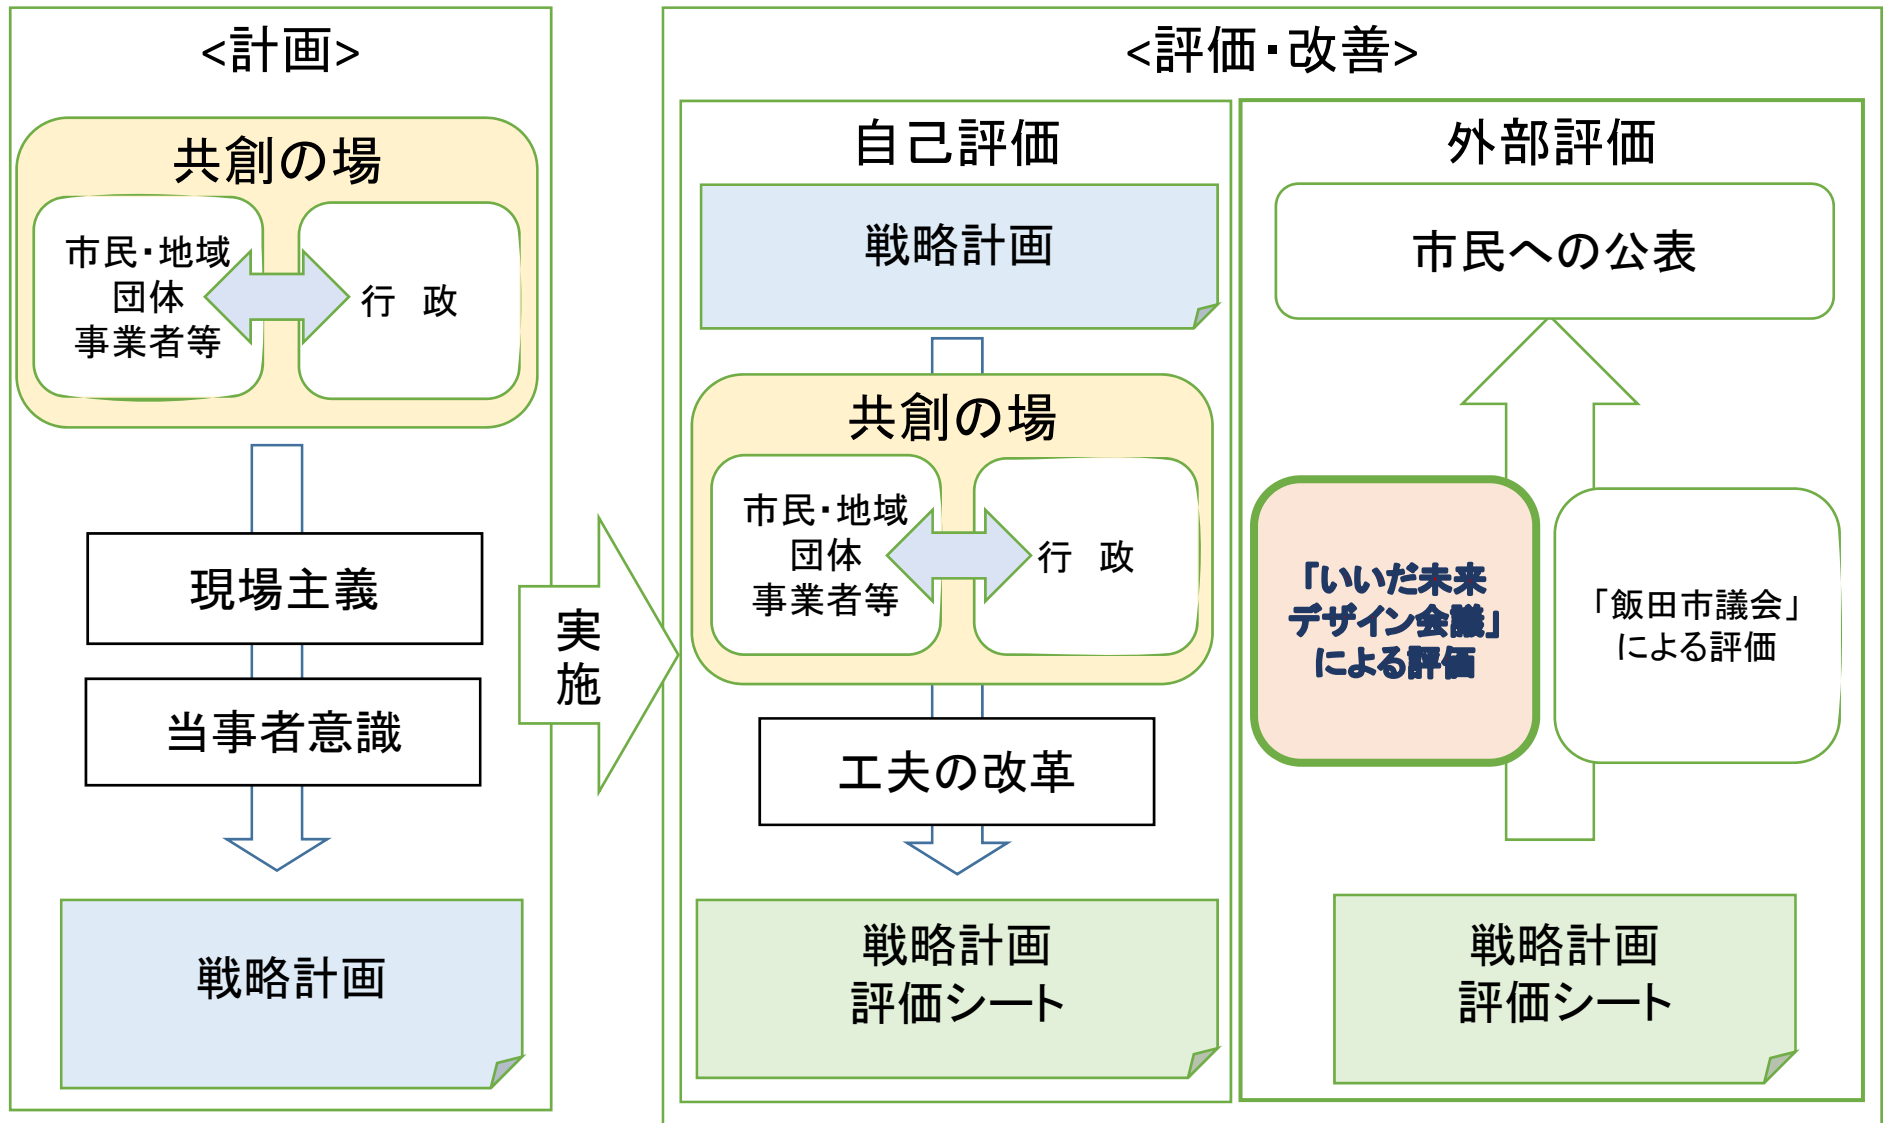 <計画>
共創の場
市民・地域
団体
事業者等
行 政
現場主義
当事者意識
戦略計画
実
施
<評価・改善>
自己評価
戦略計画
共創の場
市民・地域
団体
事業者等
行 政
工夫の改革
戦略計画
評価シート
外部評価
市民への公表
「いいだ未来
デザイン会議」
による評価
「飯田市議会」
による評価
戦略計画
評価シート